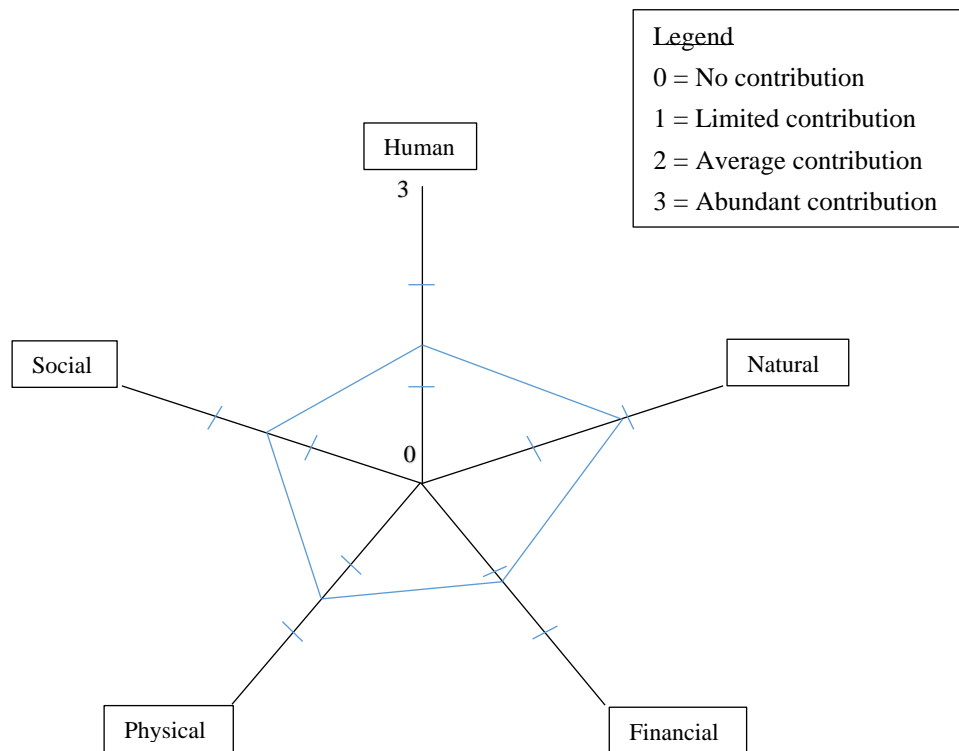 Legend
0 = No contribution
1 = Limited contribution
2 = Average contribution
3 = Abundant contribution
Human
3
Social
Natural
0
Physical
Financial